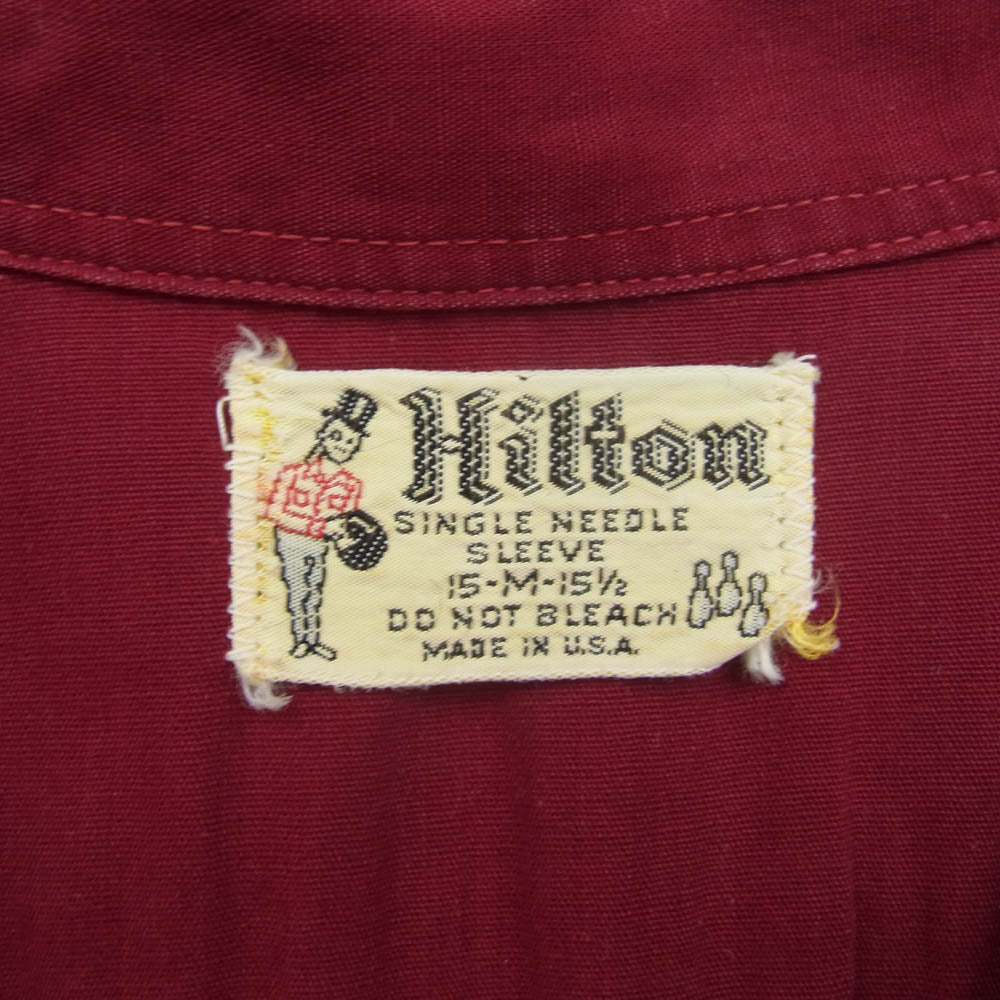 Hilton
SINGLE NEEDLE
SLEEVE
15-M-15½
DO NOT BLEACH
MADE IN U.S.A.